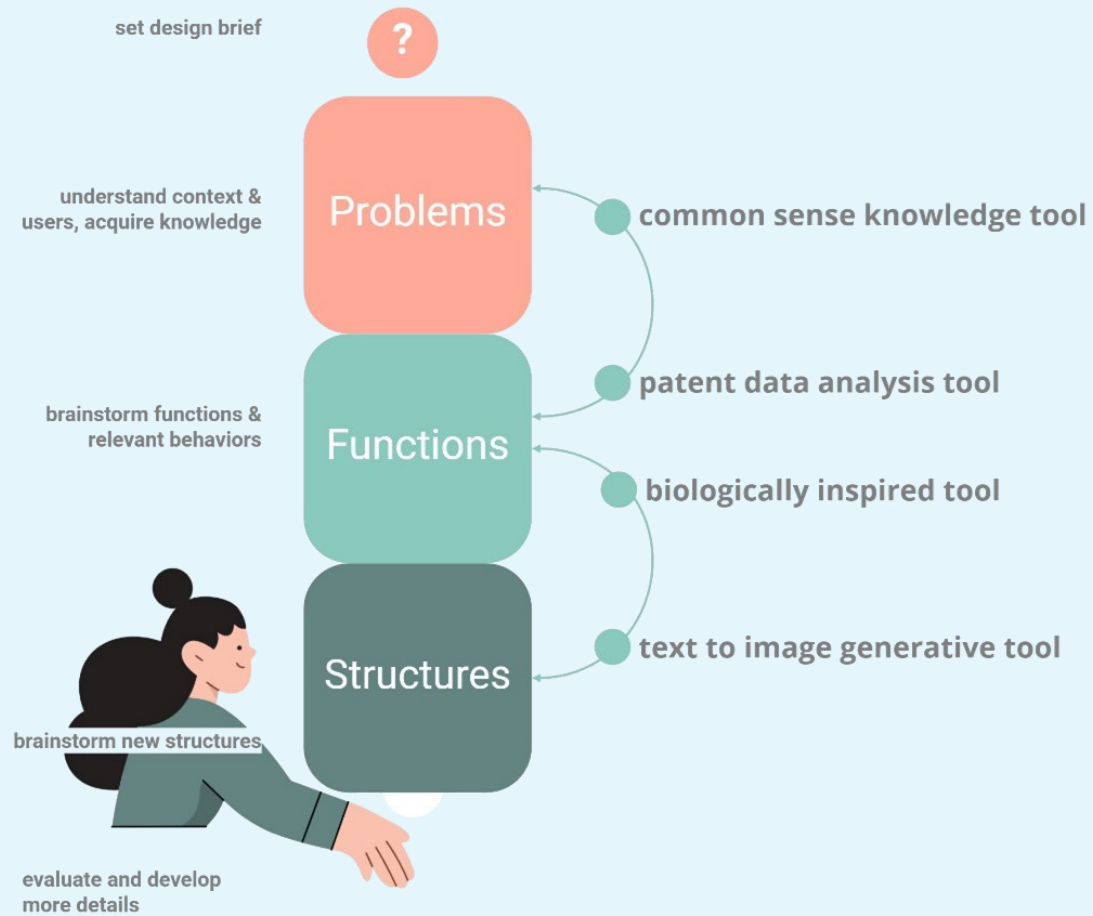 set design brief
?
understand context &
users, acquire knowledge
Problems
common sense knowledge tool
patent data analysis tool
brainstorm functions &
relevant behaviors
Functions
biologically inspired tool
text to image generative tool
Structures
brainstorm new structures
evaluate and develop
more details